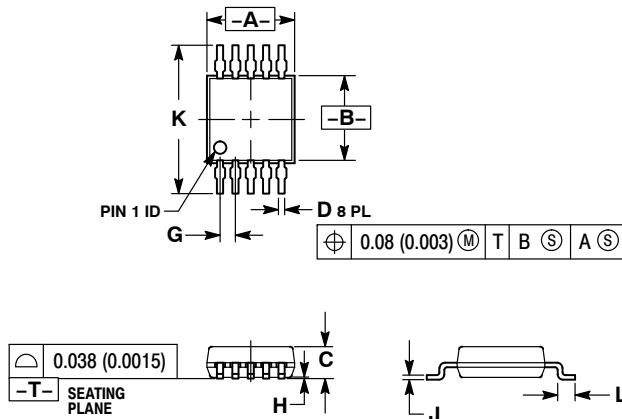 –A–
K
–B–
PIN 1 ID
D 8 PL
G
0.08 (0.003) Ⓜ T B Ⓢ A Ⓢ
0.038 (0.0015)
–T– SEATING
PLANE
C
H
J
L